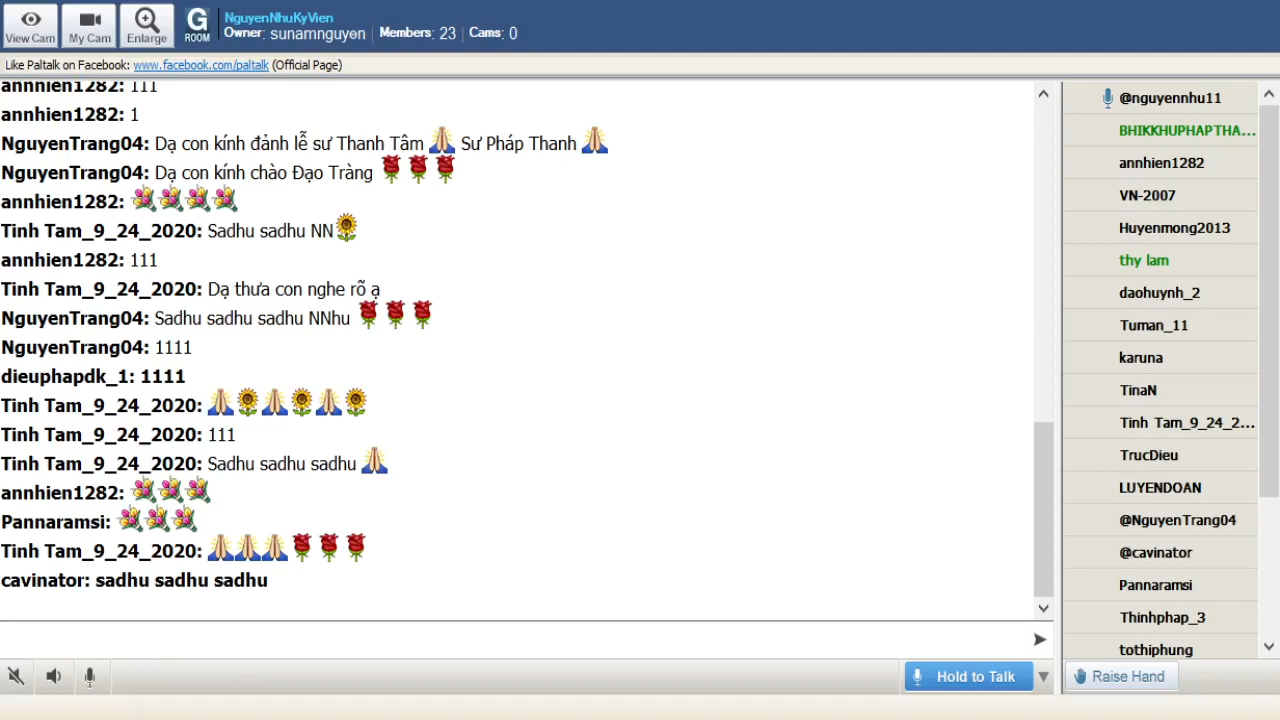 View Cam
My Cam
Enlarge
G
ROOM
NguyenNhuKyVien
Owner: sunamnguyen | Members: 23 | Cams: 0
Like Paltalk on Facebook: www.facebook.com/paltalk (Official Page)
annhien1282: 111
annhien1282: 1
NguyenTrang04: Dạ con kính đảnh lễ sư Thanh Tâm Sư Pháp Thanh
NguyenTrang04: Dạ con kính chào Đạo Tràng
annhien1282:
Tinh Tam_9_24_2020: Sadhu sadhu NN
annhien1282: 111
Tinh Tam_9_24_2020: Dạ thưa con nghe rõ ạ
NguyenTrang04: Sadhu sadhu sadhu NNhu
NguyenTrang04: 1111
dieuphapdk_1: 1111
Tinh Tam_9_24_2020:
Tinh Tam_9_24_2020: 111
Tinh Tam_9_24_2020: Sadhu sadhu sadhu
annhien1282:
Pannaramsi:
Tinh Tam_9_24_2020:
cavinator: sadhu sadhu sadhu
@nguyennhu11
BHIKKHUPHAPTHA...
annhien1282
VN-2007
Huyenmong2013
thy lam
daohuynh_2
Tuman_11
karuna
TinaN
Tinh Tam_9_24_2...
TrucDieu
LUYENDOAN
@NguyenTrang04
@cavinator
Pannaramsi
Thinhphap_3
tothiphung
Hold to Talk
Raise Hand